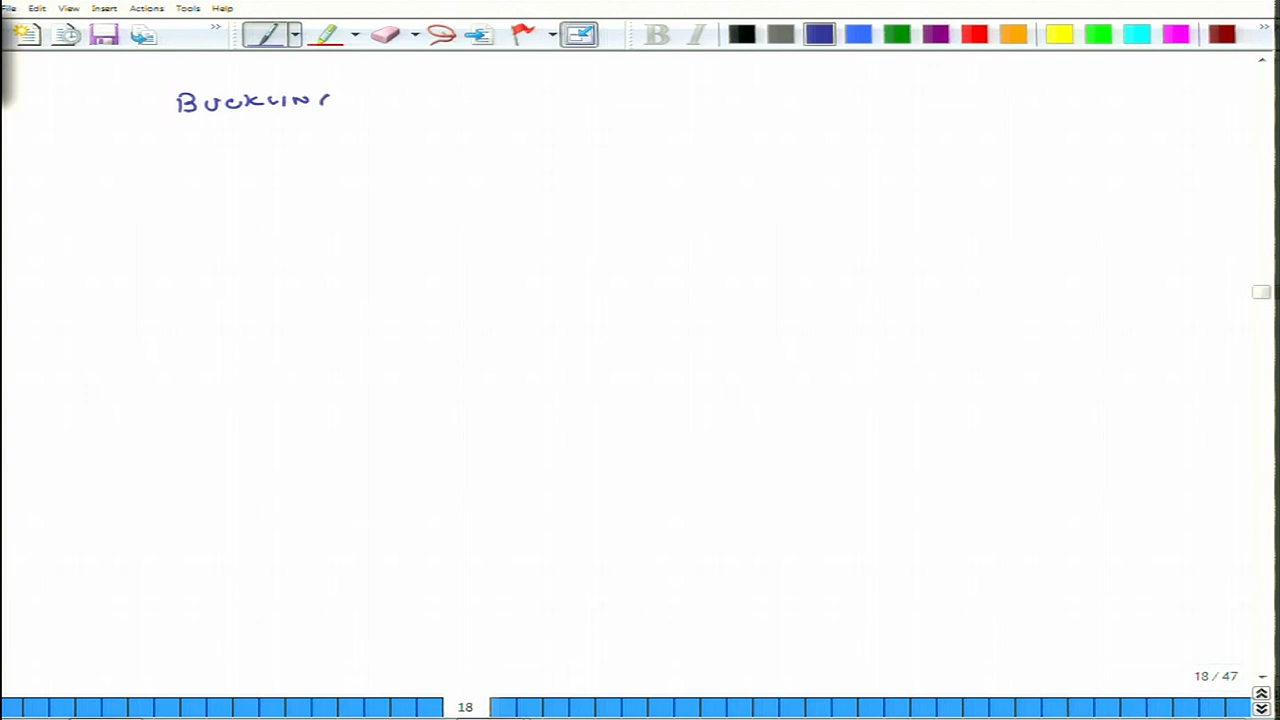 File Edit View Insert Actions Tools Help
B I
BUCKLIN
18 / 47
18